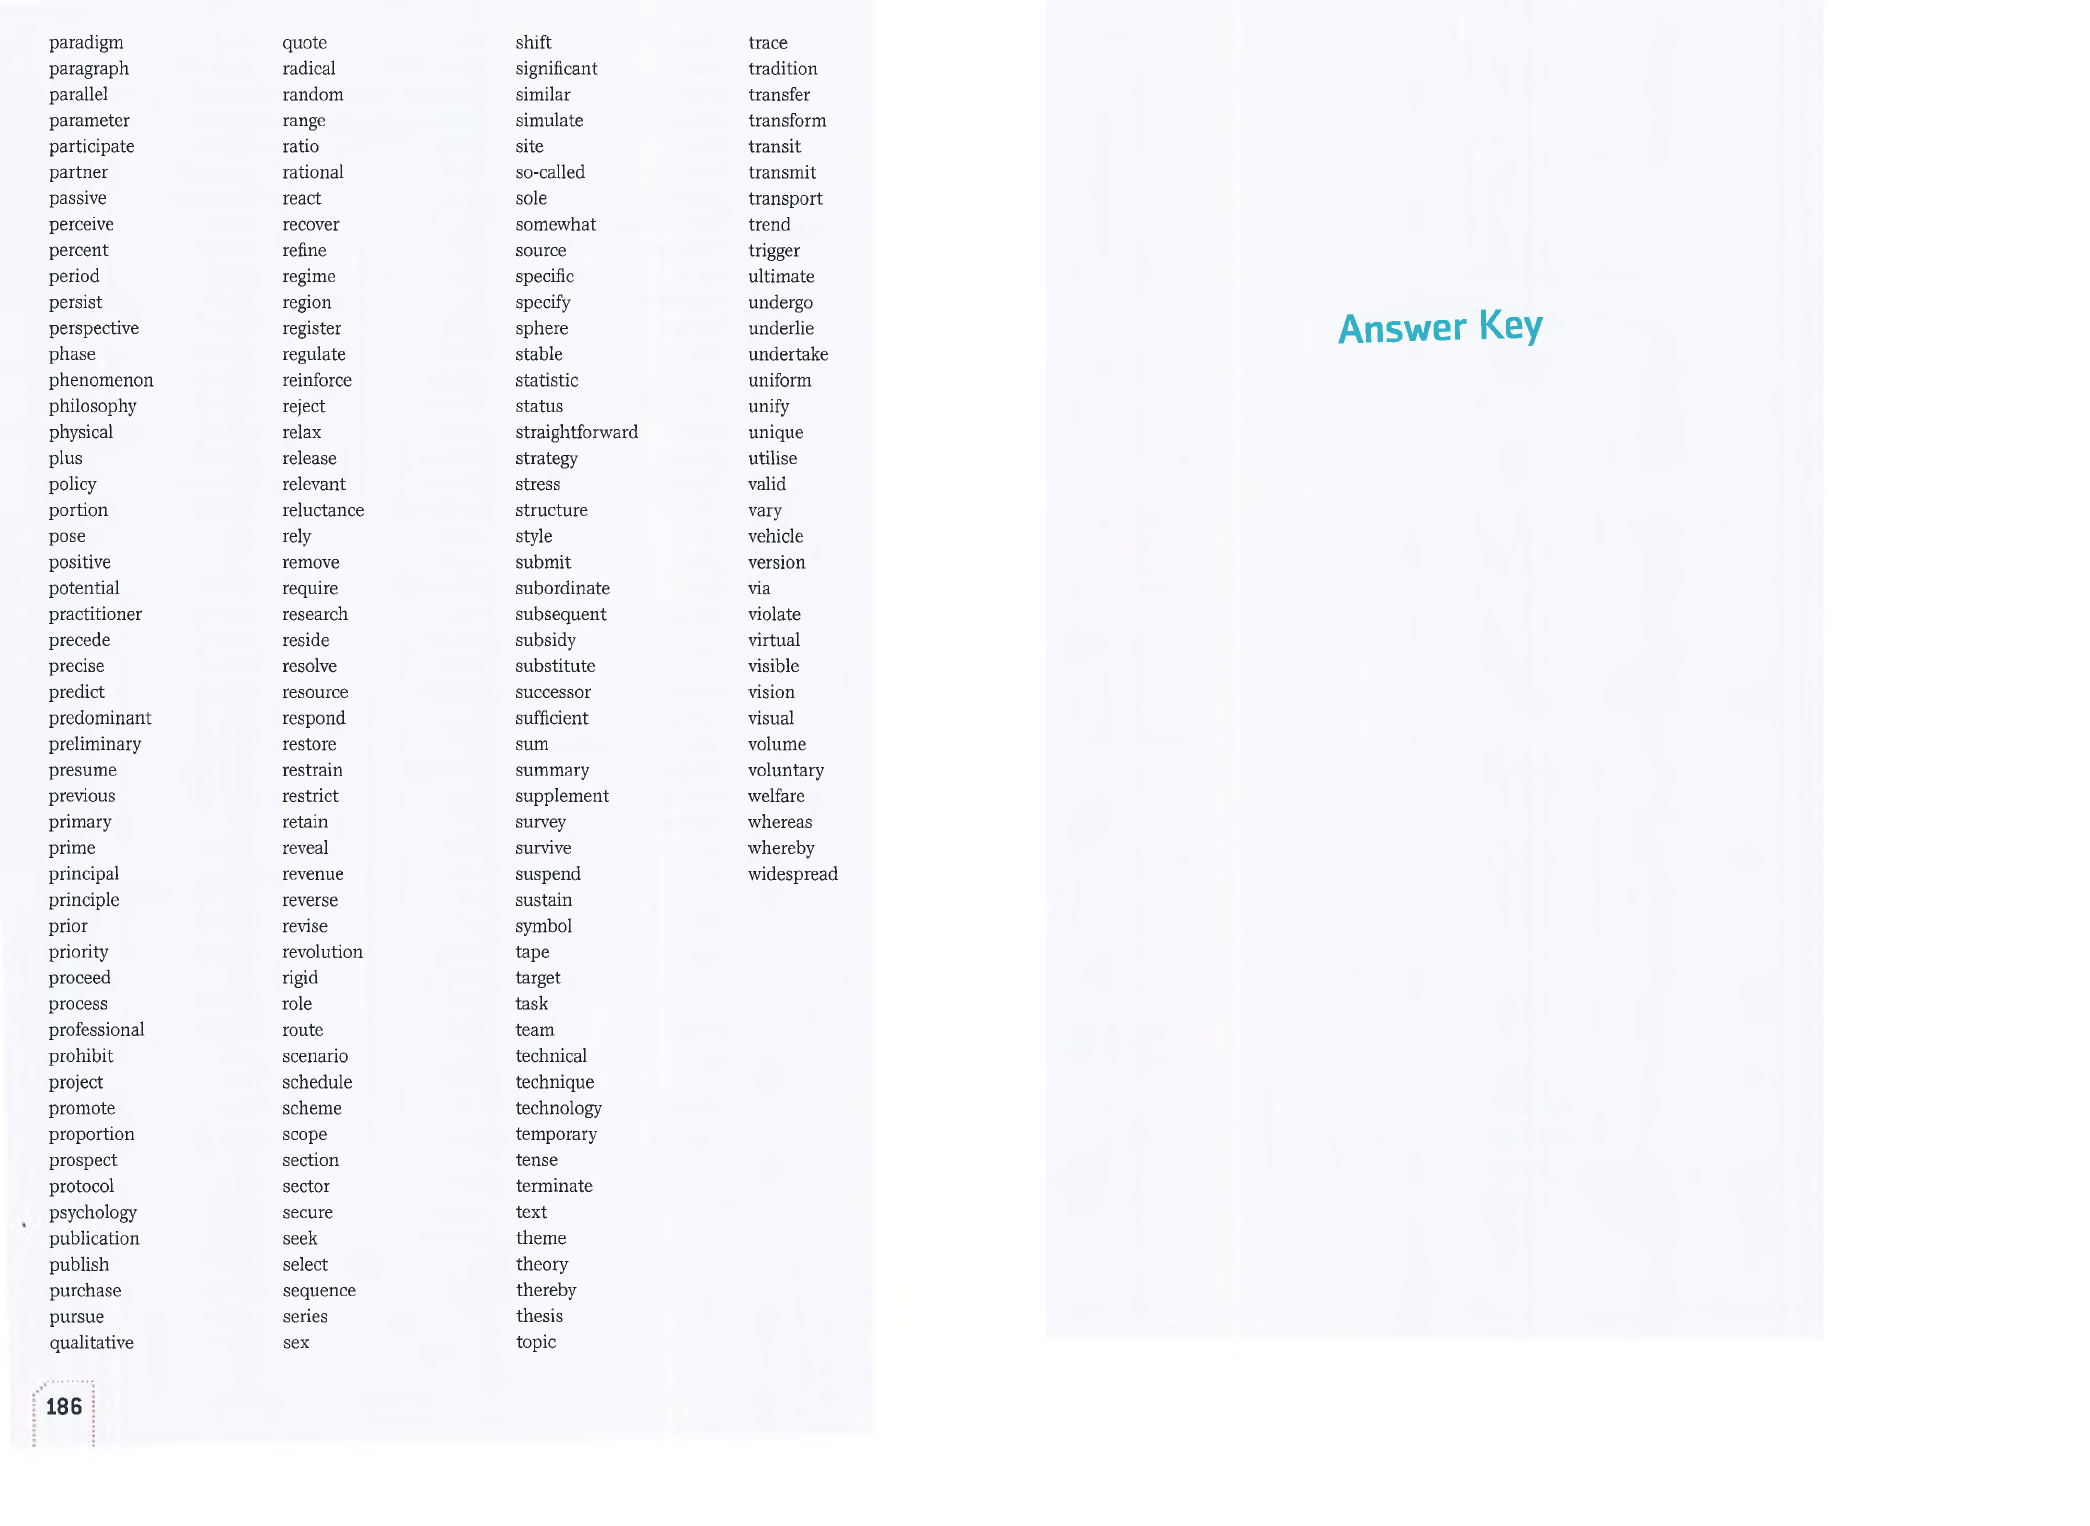 paradigm
paragraph
parallel
parameter
participate
partner
passive
perceive
percent
period
persist
perspective
phase
phenomenon
philosophy
physical
plus
policy
portion
pose
positive
potential
practitioner
precede
precise
predict
predominant
preliminary
presume
previous
primary
prime
principal
principle
prior
priority
proceed
process
professional
prohibit
project
promote
proportion
prospect
protocol
psychology
publication
publish
purchase
pursue
qualitative
quote
radical
random
range
ratio
rational
react
recover
refine
regime
region
register
regulate
reinforce
reject
relax
release
relevant
reluctance
rely
remove
require
research
reside
resolve
resource
respond
restore
restrain
restrict
retain
reveal
revenue
reverse
revise
revolution
rigid
role
route
scenario
schedule
scheme
scope
section
sector
secure
seek
select
sequence
series
sex
shift
significant
similar
simulate
site
so-called
sole
somewhat
source
specific
specify
sphere
stable
statistic
status
straightforward
strategy
stress
structure
style
submit
subordinate
subsequent
subsidy
substitute
successor
sufficient
sum
summary
supplement
survey
survive
suspend
sustain
symbol
tape
target
task
team
technical
technique
technology
temporary
tense
terminate
text
theme
theory
thereby
thesis
topic
trace
tradition
transfer
transform
transit
transmit
transport
trend
trigger
ultimate
undergo
underlie
undertake
uniform
unify
unique
utilise
valid
vary
vehicle
version
via
violate
virtual
visible
vision
visual
volume
voluntary
welfare
whereas
whereby
widespread
186
Answer Key